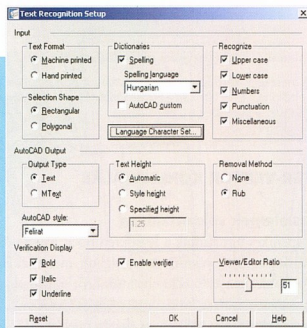 Text Recognition Setup
Input
Text Format
Machine printed
Hand printed
Selection Shape
Rectangular
Polygonal
Dictionaries
Spelling
Spelling language
Hungarian
AutoCAD custom
Language Character Set...
Recognize
Upper case
Lower case
Numbers
Punctuation
Miscellaneous
AutoCAD Output
Output Type
Text
MText
AutoCAD style:
Felirat
Text Height
Automatic
Style height
Specified height
1.25
Removal Method
None
Rub
Verification Display
Bold
Italic
Underline
Enable verifier
Viewer/Editor Ratio
51
Reset
OK
Cancel
Help